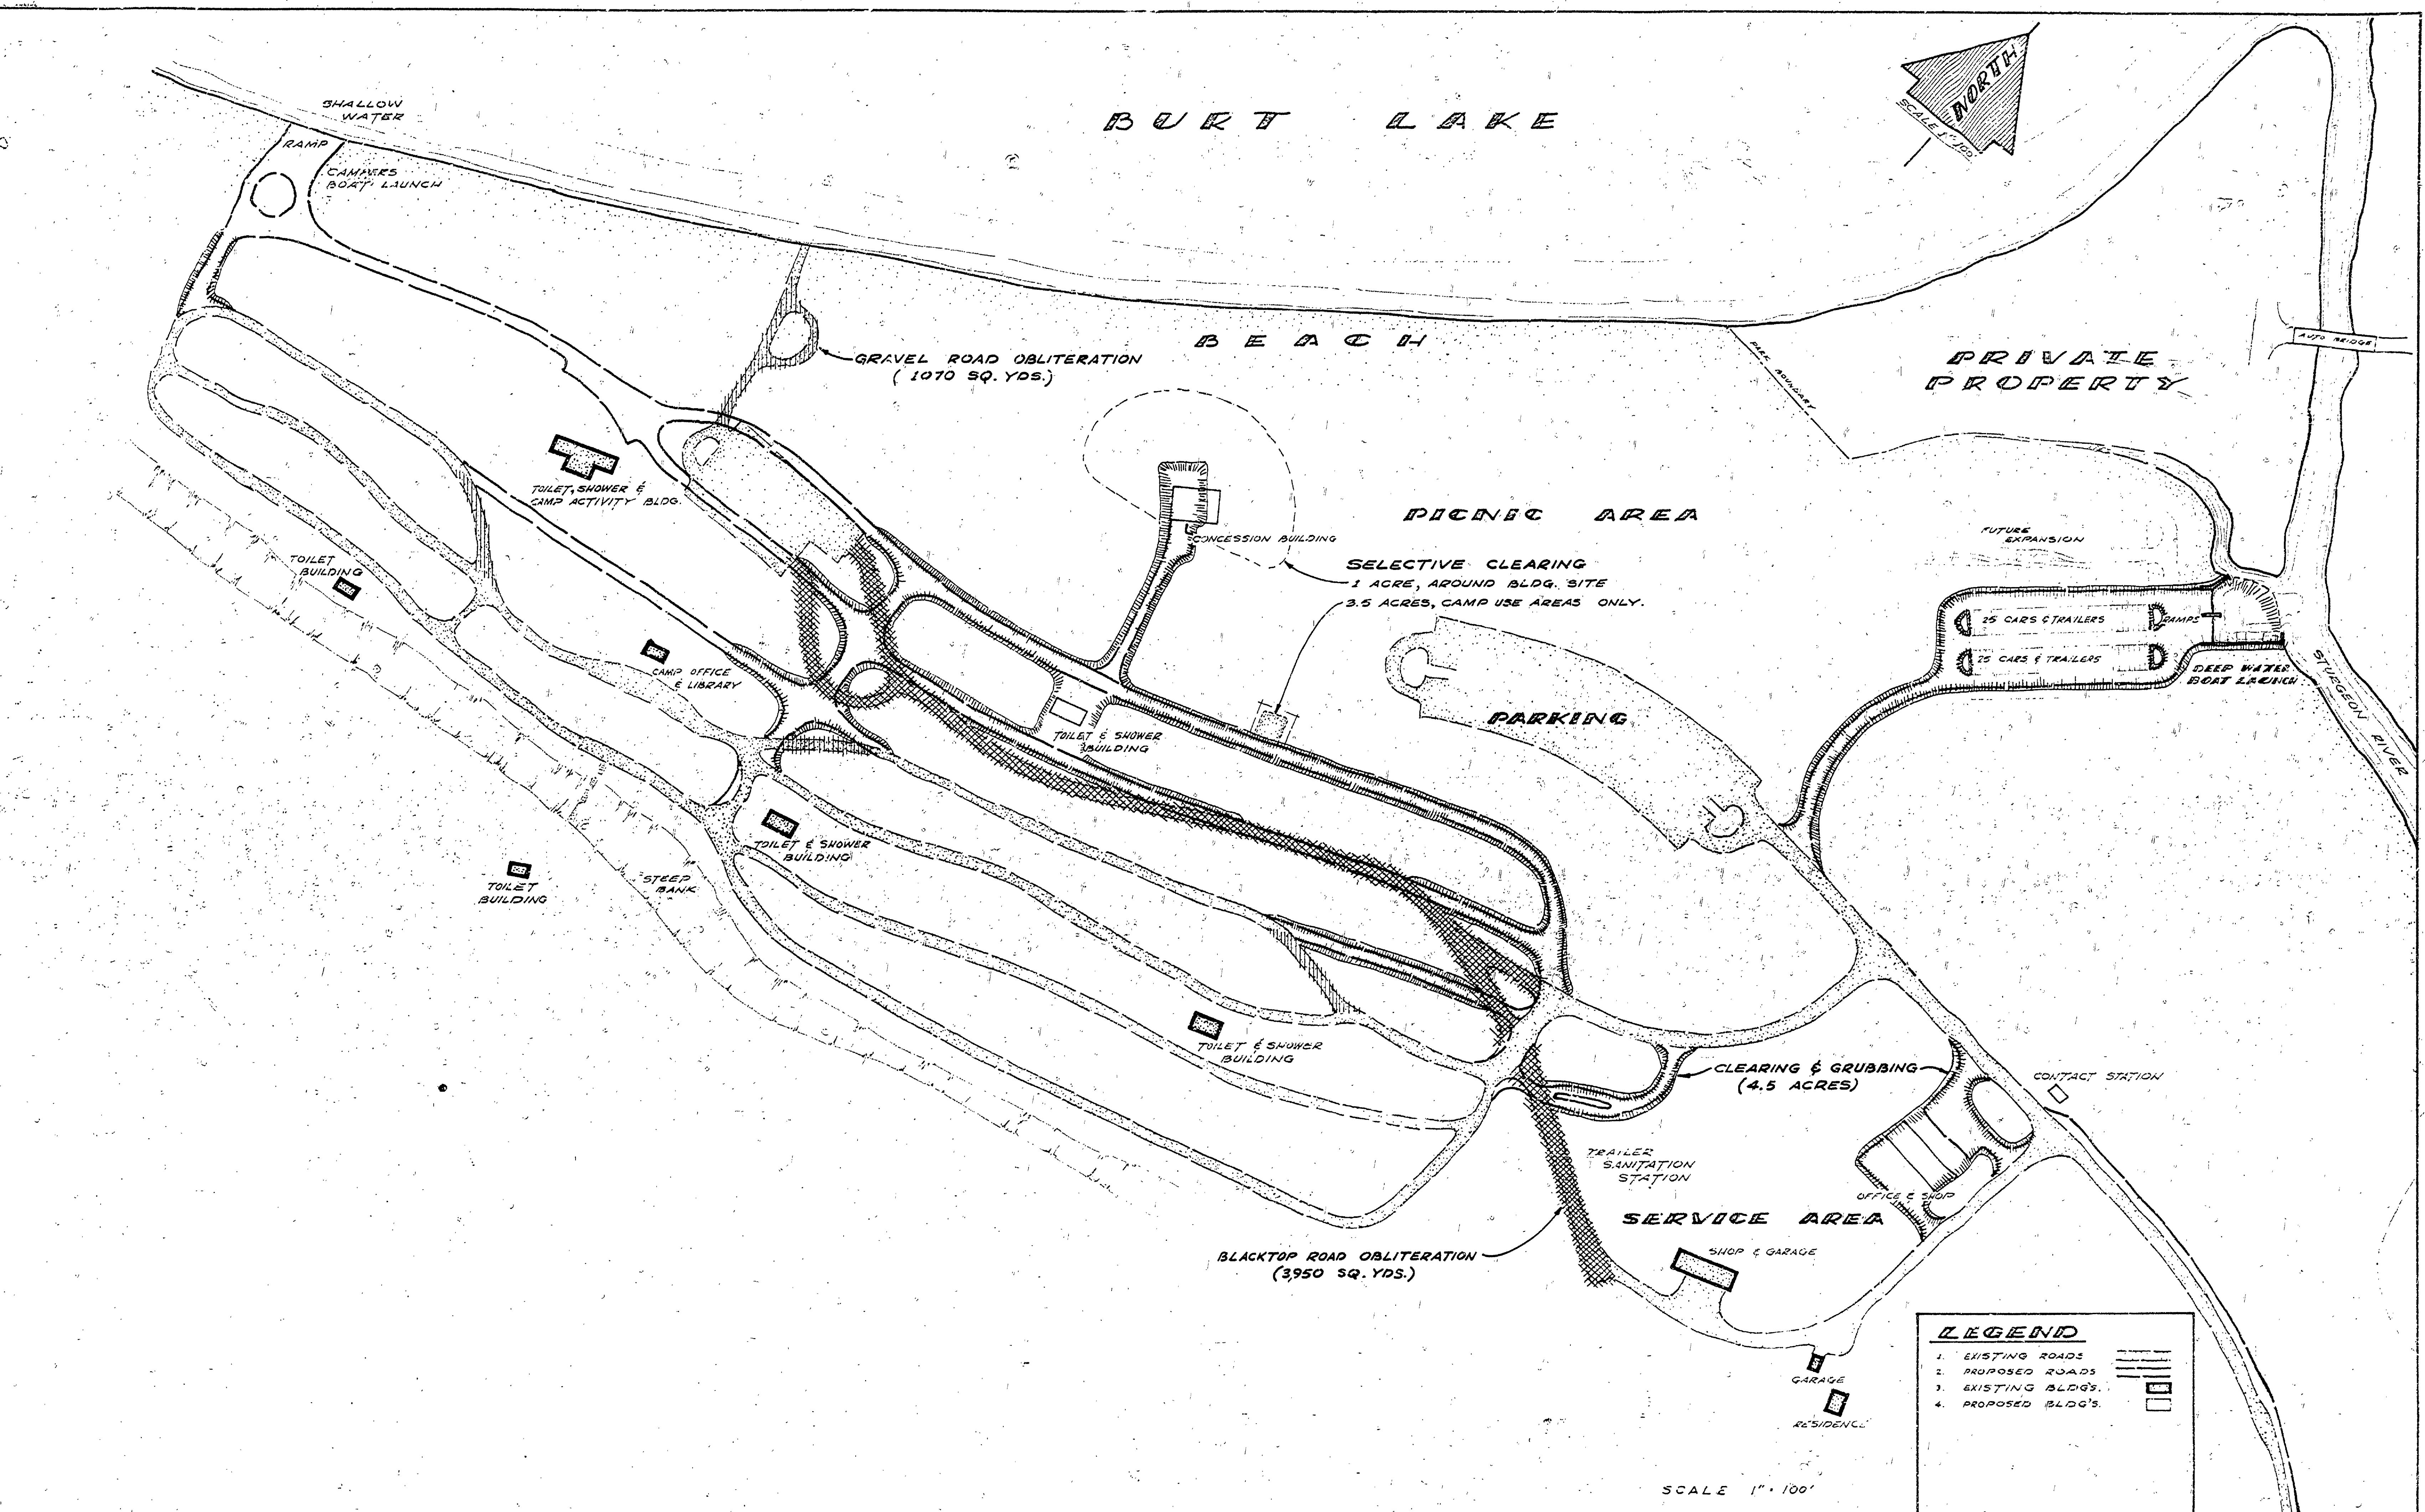 BURT LAKE
NORTH
SCALE 1" = 100'
SHALLOW
WATER
RAMP
CAMPERS
BOAT LAUNCH
BEACH
GRAVEL ROAD OBLITERATION
( 1070 SQ. YDS.)
PARK BOUNDARY
PRIVATE
PROPERTY
AUTO BRIDGE
TOILET, SHOWER &
CAMP ACTIVITY BLDG.
PICNIC AREA
CONCESSION BUILDING
SELECTIVE CLEARING
1 ACRE, AROUND BLDG. SITE
3.5 ACRES, CAMP USE AREAS ONLY.
FUTURE
EXPANSION
25 CARS & TRAILERS
RAMPS
25 CARS & TRAILERS
DEEP WATER
BOAT LAUNCH
STURGEON RIVER
TOILET
BUILDING
CAMP OFFICE
& LIBRARY
PARKING
TOILET & SHOWER
BUILDING
TOILET & SHOWER
BUILDING
TOILET
BUILDING
STEEP
BANK
TOILET & SHOWER
BUILDING
CLEARING & GRUBBING
(4.5 ACRES)
CONTACT STATION
TRAILER
SANITATION
STATION
OFFICE & SHOP
SERVICE AREA
BLACKTOP ROAD OBLITERATION
(3,950 SQ. YDS.)
SHOP & GARAGE
GARAGE
RESIDENCE
LEGEND
1. EXISTING ROADS
2. PROPOSED ROADS
3. EXISTING BLDG'S.
4. PROPOSED BLDG'S.
SCALE 1" = 100'